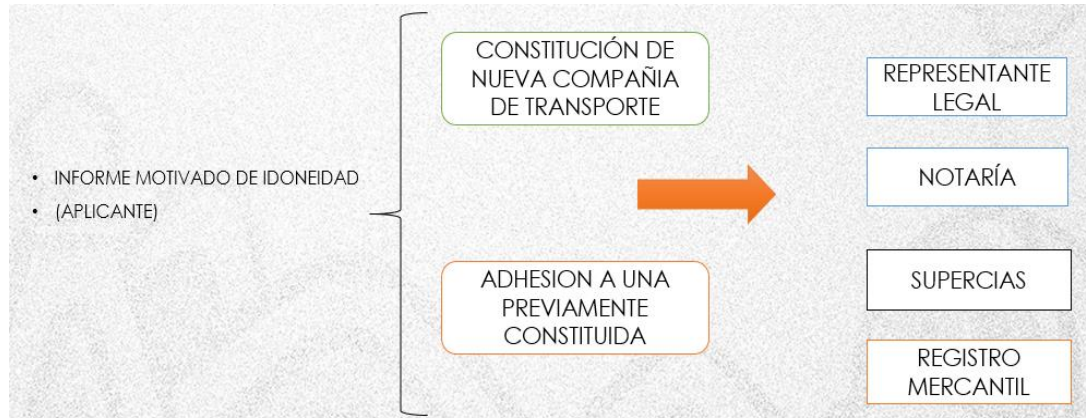 INFORME MOTIVADO DE IDONEIDAD
(APLICANTE)
CONSTITUCIÓN DE
NUEVA COMPAÑIA
DE TRANSPORTE
ADHESION A UNA
PREVIAMENTE
CONSTITUIDA
REPRESENTANTE
LEGAL
NOTARÍA
SUPERCIAS
REGISTRO
MERCANTIL